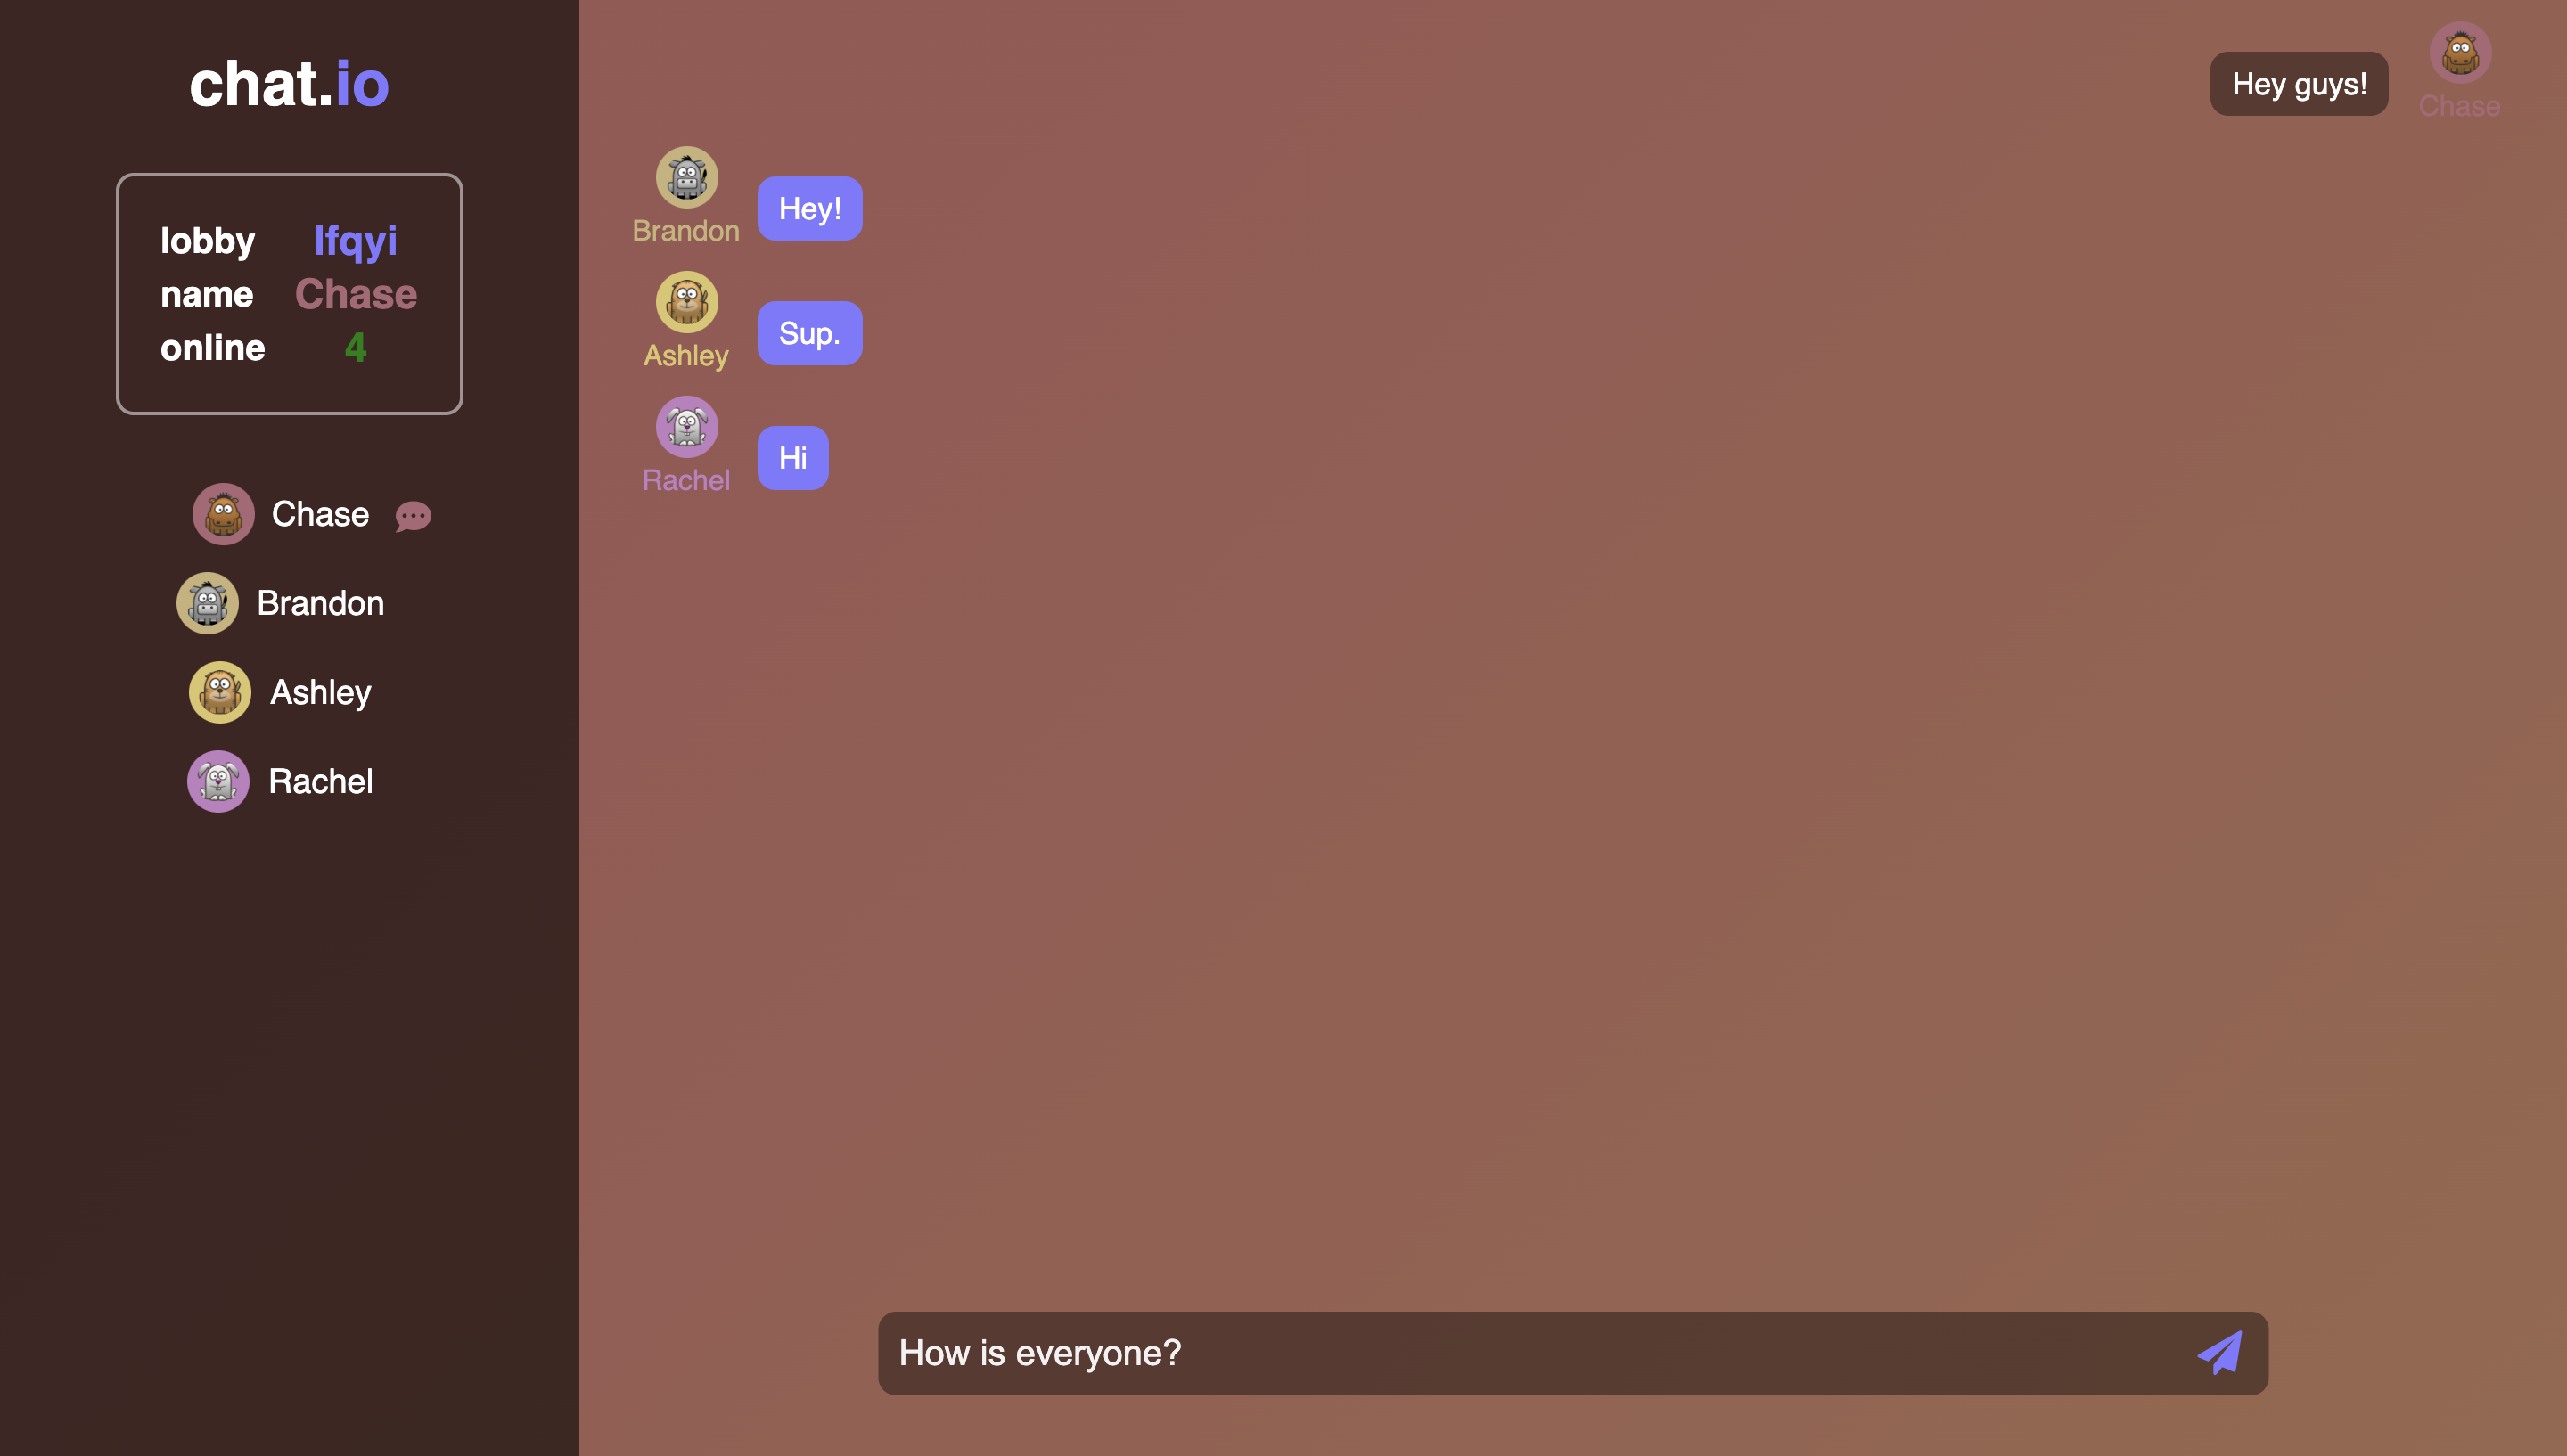 chat.io
lobby lfqyi
name Chase
online 4
Chase
Brandon
Ashley
Rachel
Hey guys!
Chase
Hey!
Brandon
Sup.
Ashley
Hi
Rachel
How is everyone?